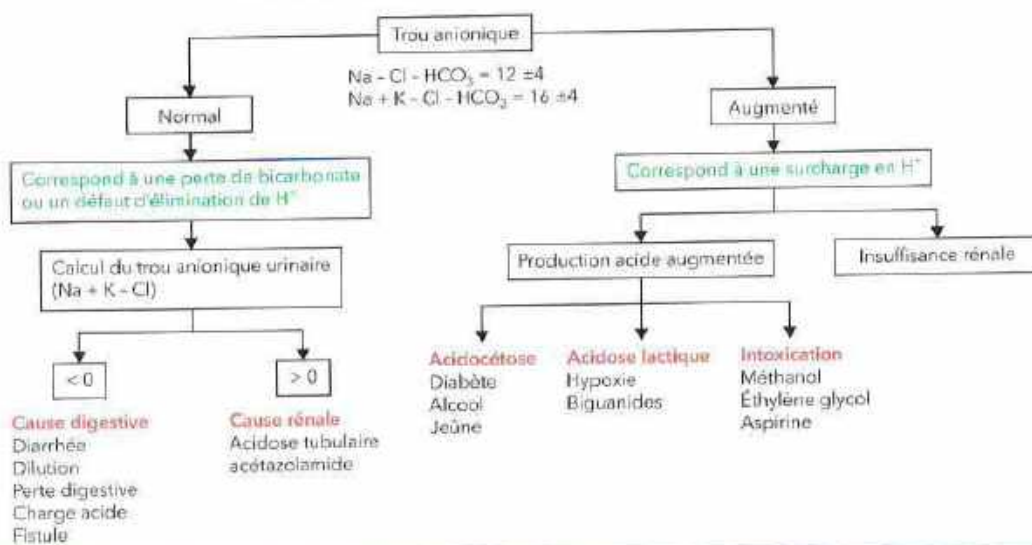 Trou anionique
Na - Cl - HCO₃ = 12 ±4
Na + K - Cl - HCO₃ = 16 ±4
Normal
Augmenté
Correspond à une perte de bicarbonate
ou un défaut d'élimination de H⁺
Correspond à une surcharge en H⁺
Calcul du trou anionique urinaire
(Na + K - Cl)
Production acide augmentée
Insuffisance rénale
< 0
> 0
Cause digestive
Diarrhée
Dilution
Perte digestive
Charge acide
Fistule
Cause rénale
Acidose tubulaire
acétazolamide
Acidocétose
Diabète
Alcool
Jeûne
Acidose lactique
Hypoxie
Biguanides
Intoxication
Méthanol
Éthylène glycol
Aspirine